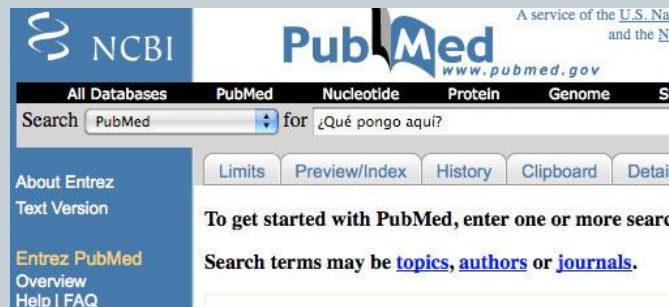 NCBI
PubMed
www.pubmed.gov
A service of the U.S. Na
and the N
All Databases PubMed Nucleotide Protein Genome S
Search PubMed for ¿Qué pongo aquí?
Limits Preview/Index History Clipboard Detai
About Entrez
Text Version
To get started with PubMed, enter one or more searc
Entrez PubMed
Search terms may be topics, authors or journals.
Overview
Help | FAQ